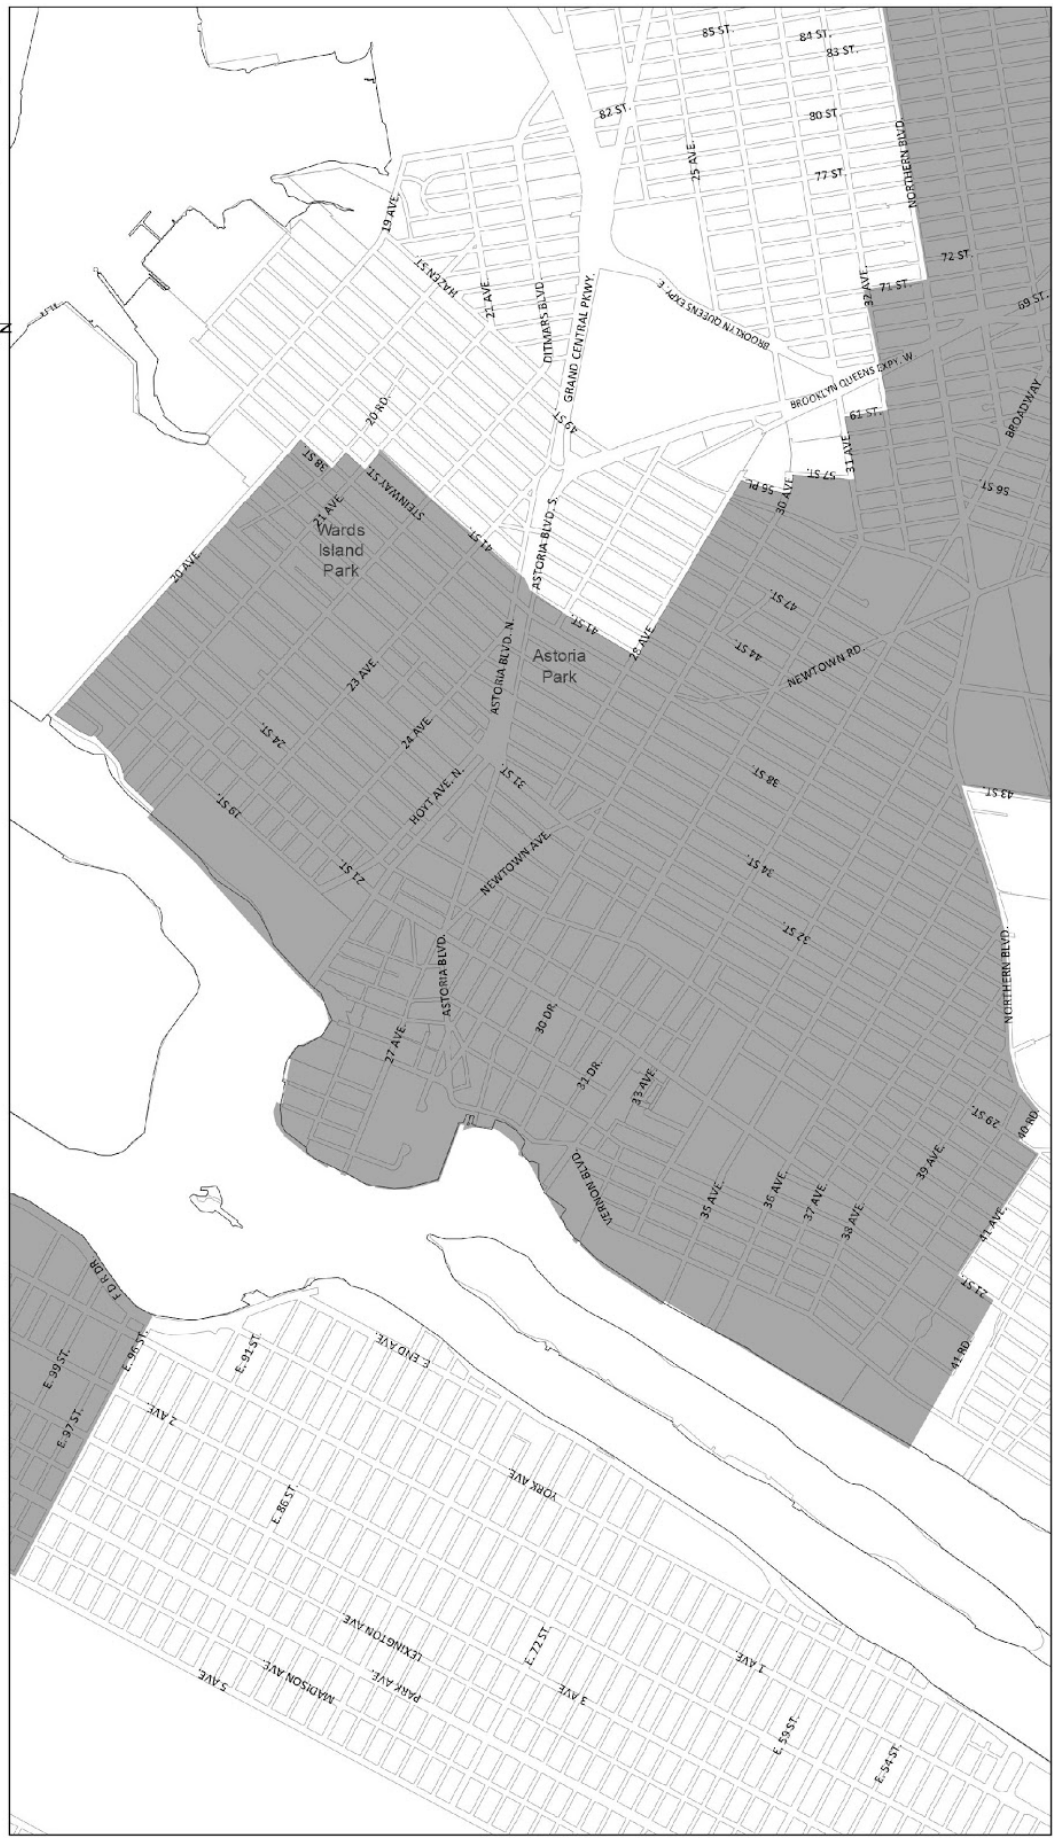 85 ST.
84 ST.
83 ST.
82 ST.
80 ST.
25 AVE.
NORTHERN BLVD.
77 ST.
19 AVE.
72 ST.
HAZEN ST
21 AVE.
DITMARS BLVD.
GRAND CENTRAL PKWY.
BROOKLYN QUEENS EXPY. E
32 AVE.
71 ST.
69 ST.
N
BROOKLYN QUEENS EXPY. W
20 RD.
49 ST.
61 ST.
BROADWAY
38 ST.
31 AVE.
STEINWAY ST.
57 ST.
56 PL
30 AVE.
56 ST
21 AVE.
Wards
Island
Park
41 ST.
ASTORIA BLVD. S.
20 AVE.
47 ST.
41 ST.
28 AVE.
44 ST.
NEWTOWN RD.
ASTORIA BLVD. N.
Astoria
Park
23 AVE.
24 ST.
24 AVE.
31 ST
38 ST.
43 ST.
19 ST.
HOYT AVE. N.
21 ST
NEWTOWN AVE.
34 ST.
32 ST.
ASTORIA BLVD.
NORTHERN BLVD.
27 AVE.
30 DR.
31 DR.
33 AVE.
29 ST.
40 RD.
39 AVE.
VERNON BLVD
35 AVE.
36 AVE.
37 AVE.
38 AVE.
41 AVE.
21 ST.
41 RD.
F D R DR.
E. 96 ST.
E. 91 ST.
E END AVE.
E. 99 ST.
E. 97 ST.
2 AVE.
E. 86 ST.
YORK AVE.
LEXINGTON AVE.
E. 72 ST.
1 AVE.
5 AVE.
MADISON AVE.
PARK AVE.
3 AVE
E. 59 ST.
E. 54 ST.